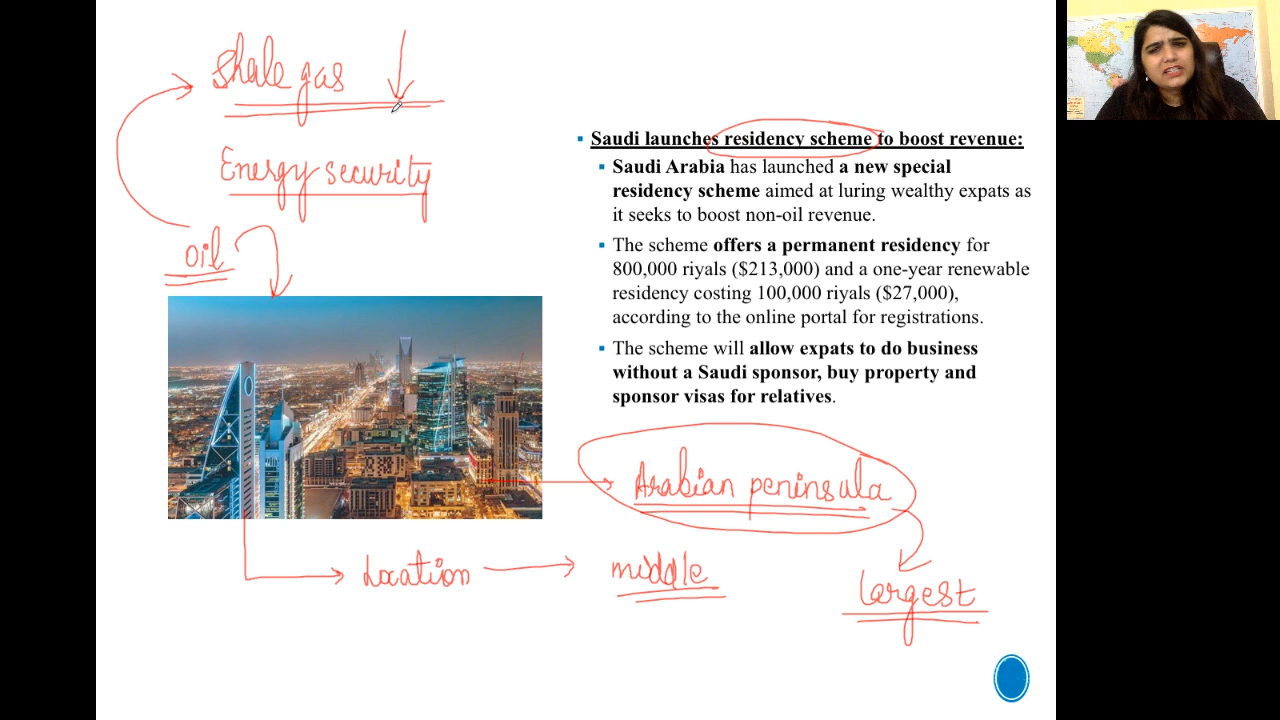 shale gas
Energy security
oil
Saudi launches residency scheme to boost revenue:
Saudi Arabia has launched a new special
residency scheme aimed at luring wealthy expats as
it seeks to boost non-oil revenue.
The scheme offers a permanent residency for
800,000 riyals ($213,000) and a one-year renewable
residency costing 100,000 riyals ($27,000),
according to the online portal for registrations.
The scheme will allow expats to do business
without a Saudi sponsor, buy property and
sponsor visas for relatives.
Arabian peninsula
Location
middle
largest